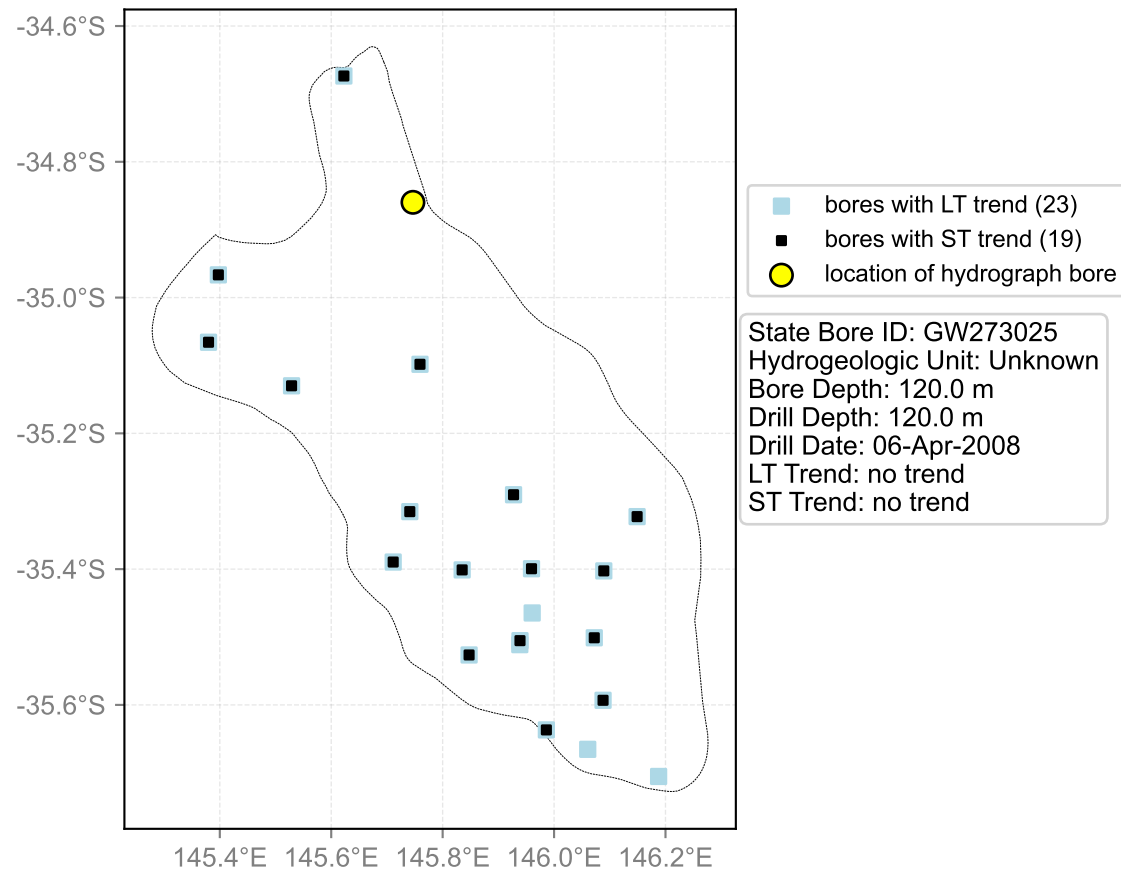 -34.6°S
-34.8°S
-35.0°S
-35.2°S
-35.4°S
-35.6°S
145.4°E 145.6°E 145.8°E 146.0°E 146.2°E
bores with LT trend (23)
bores with ST trend (19)
location of hydrograph bore
State Bore ID: GW273025
Hydrogeologic Unit: Unknown
Bore Depth: 120.0 m
Drill Depth: 120.0 m
Drill Date: 06-Apr-2008
LT Trend: no trend
ST Trend: no trend